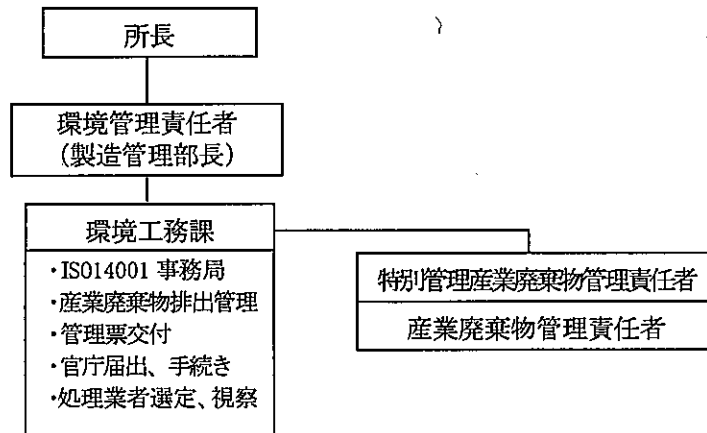 所長
環境管理責任者
(製造管理部長)
環境工務課
・ISO14001 事務局
・産業廃棄物排出管理
・管理票交付
・官庁届出、手続き
・処理業者選定、視察
特別管理産業廃棄物管理責任者
産業廃棄物管理責任者